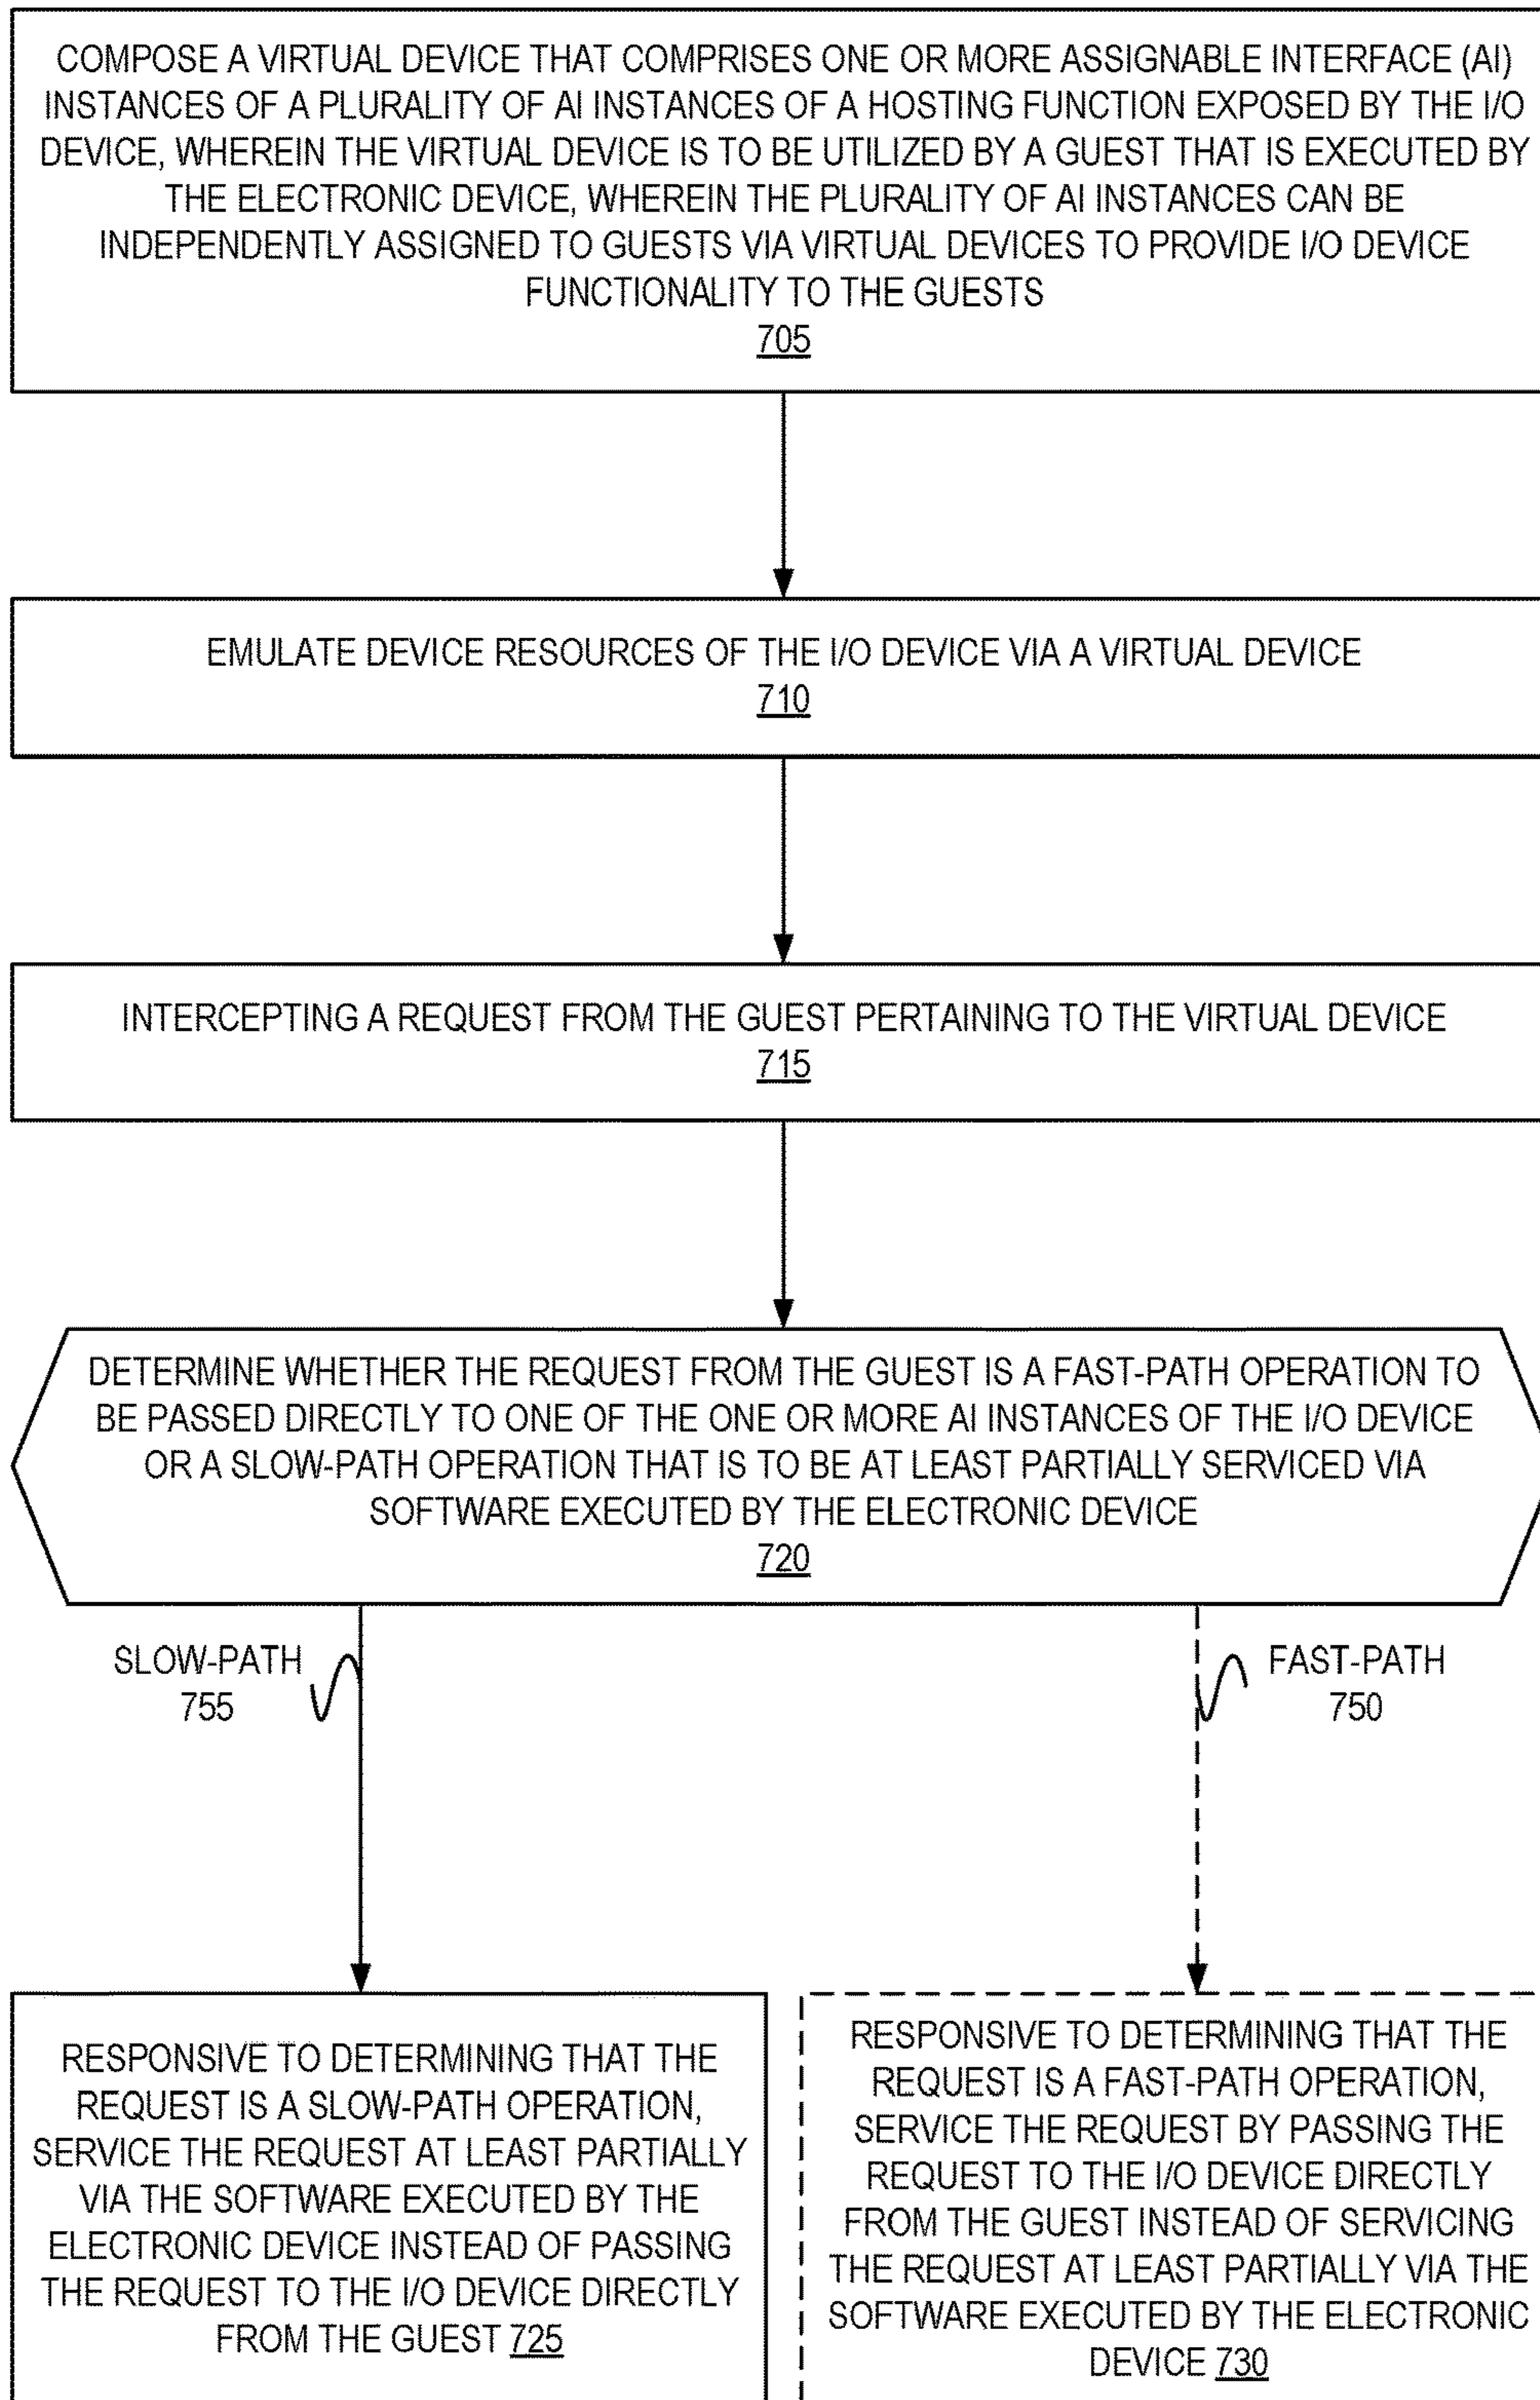 COMPOSE A VIRTUAL DEVICE THAT COMPRISES ONE OR MORE ASSIGNABLE INTERFACE (AI)
INSTANCES OF A PLURALITY OF AI INSTANCES OF A HOSTING FUNCTION EXPOSED BY THE I/O
DEVICE, WHEREIN THE VIRTUAL DEVICE IS TO BE UTILIZED BY A GUEST THAT IS EXECUTED BY
THE ELECTRONIC DEVICE, WHEREIN THE PLURALITY OF AI INSTANCES CAN BE
INDEPENDENTLY ASSIGNED TO GUESTS VIA VIRTUAL DEVICES TO PROVIDE I/O DEVICE
FUNCTIONALITY TO THE GUESTS
705
EMULATE DEVICE RESOURCES OF THE I/O DEVICE VIA A VIRTUAL DEVICE
710
INTERCEPTING A REQUEST FROM THE GUEST PERTAINING TO THE VIRTUAL DEVICE
715
DETERMINE WHETHER THE REQUEST FROM THE GUEST IS A FAST-PATH OPERATION TO
BE PASSED DIRECTLY TO ONE OF THE ONE OR MORE AI INSTANCES OF THE I/O DEVICE
OR A SLOW-PATH OPERATION THAT IS TO BE AT LEAST PARTIALLY SERVICED VIA
SOFTWARE EXECUTED BY THE ELECTRONIC DEVICE
720
SLOW-PATH
755
FAST-PATH
750
RESPONSIVE TO DETERMINING THAT THE
REQUEST IS A SLOW-PATH OPERATION,
SERVICE THE REQUEST AT LEAST PARTIALLY
VIA THE SOFTWARE EXECUTED BY THE
ELECTRONIC DEVICE INSTEAD OF PASSING
THE REQUEST TO THE I/O DEVICE DIRECTLY
FROM THE GUEST 725
RESPONSIVE TO DETERMINING THAT THE
REQUEST IS A FAST-PATH OPERATION,
SERVICE THE REQUEST BY PASSING THE
REQUEST TO THE I/O DEVICE DIRECTLY
FROM THE GUEST INSTEAD OF SERVICING
THE REQUEST AT LEAST PARTIALLY VIA THE
SOFTWARE EXECUTED BY THE ELECTRONIC
DEVICE 730